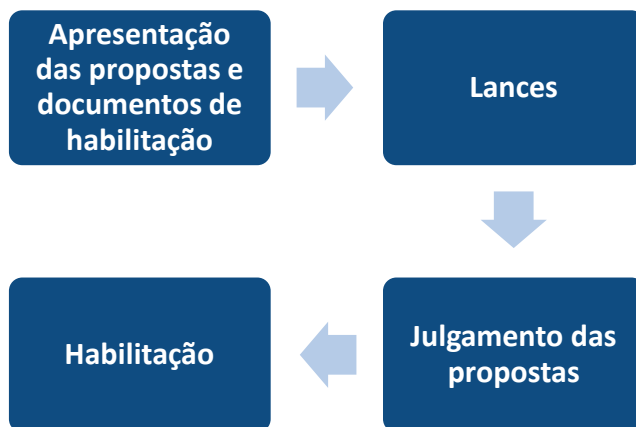 Apresentação
das propostas e
documentos de
habilitação
Lances
Julgamento das
propostas
Habilitação